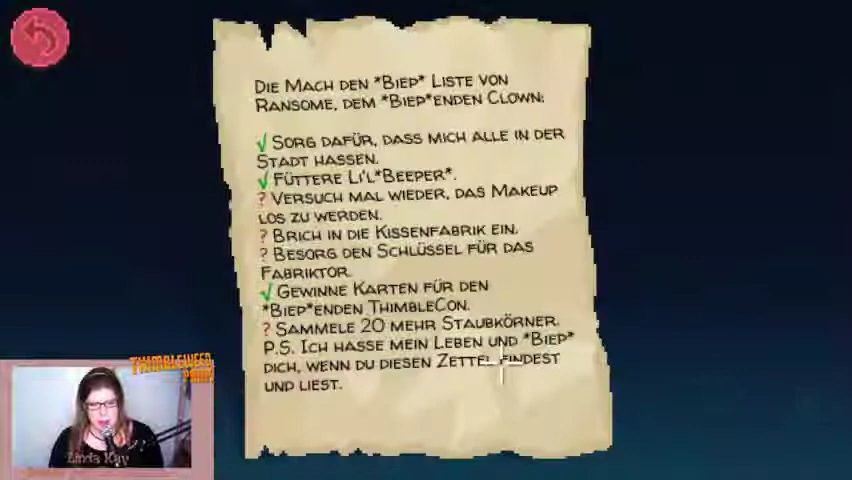 Die Mach den *Biep* Liste von
Ransome, dem *Biep*enden Clown:
√ Sorg dafür, dass mich alle in der
Stadt hassen.
√ Füttere Li'l *Beeper*.
? Versuch mal wieder, das Makeup
los zu werden.
? Brich in die Kissenfabrik ein.
? Besorg den Schlüssel für das
Fabriktor.
√ Gewinne Karten für den
*Biep*enden ThimbleCon.
? Sammele 20 mehr Staubkörner.
P.S. Ich hasse mein Leben und *Biep*
dich, wenn du diesen Zettel findest
und liest.
THIMBLEWEED
PARK
Linda Kay